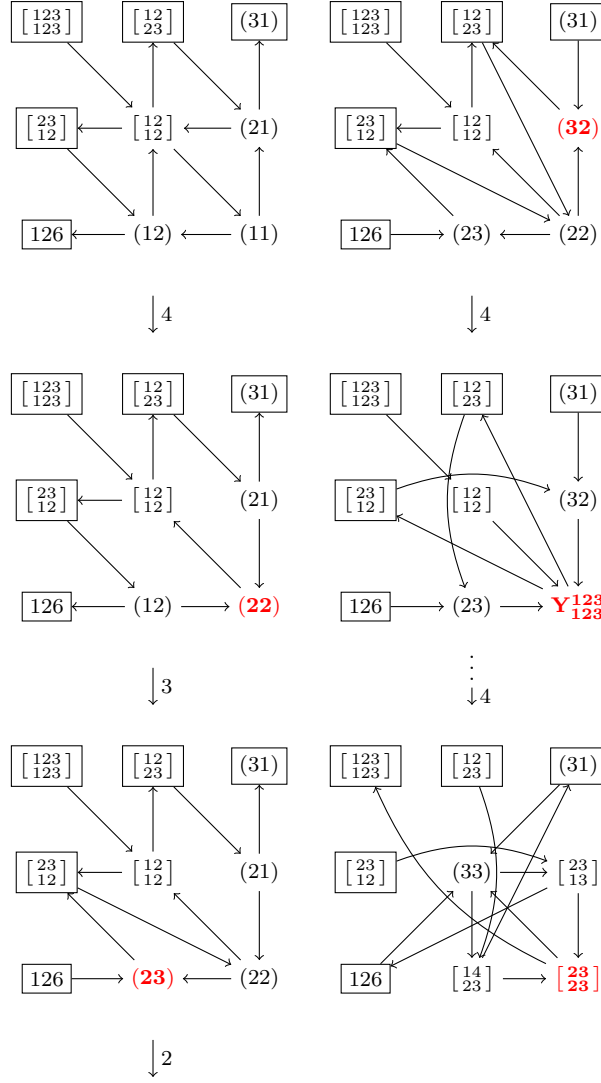 [123 123] [12 23] (31)
[23 12] [12 12] (21)
126 (12) (11)
4
[123 123] [12 23] (31)
[23 12] [12 12] (21)
126 (12) (22)
3
[123 123] [12 23] (31)
[23 12] [12 12] (21)
126 (23) (22)
2
[123 123] [12 23] (31)
[23 12] [12 12] (32)
126 (23) (22)
4
[123 123] [12 23] (31)
[23 12] [12 12] (32)
126 (23) Y^{123}_{123}
⋮
4
[123 123] [12 23] (31)
[23 12] (33) [23 13]
126 [14 23] [23 23]